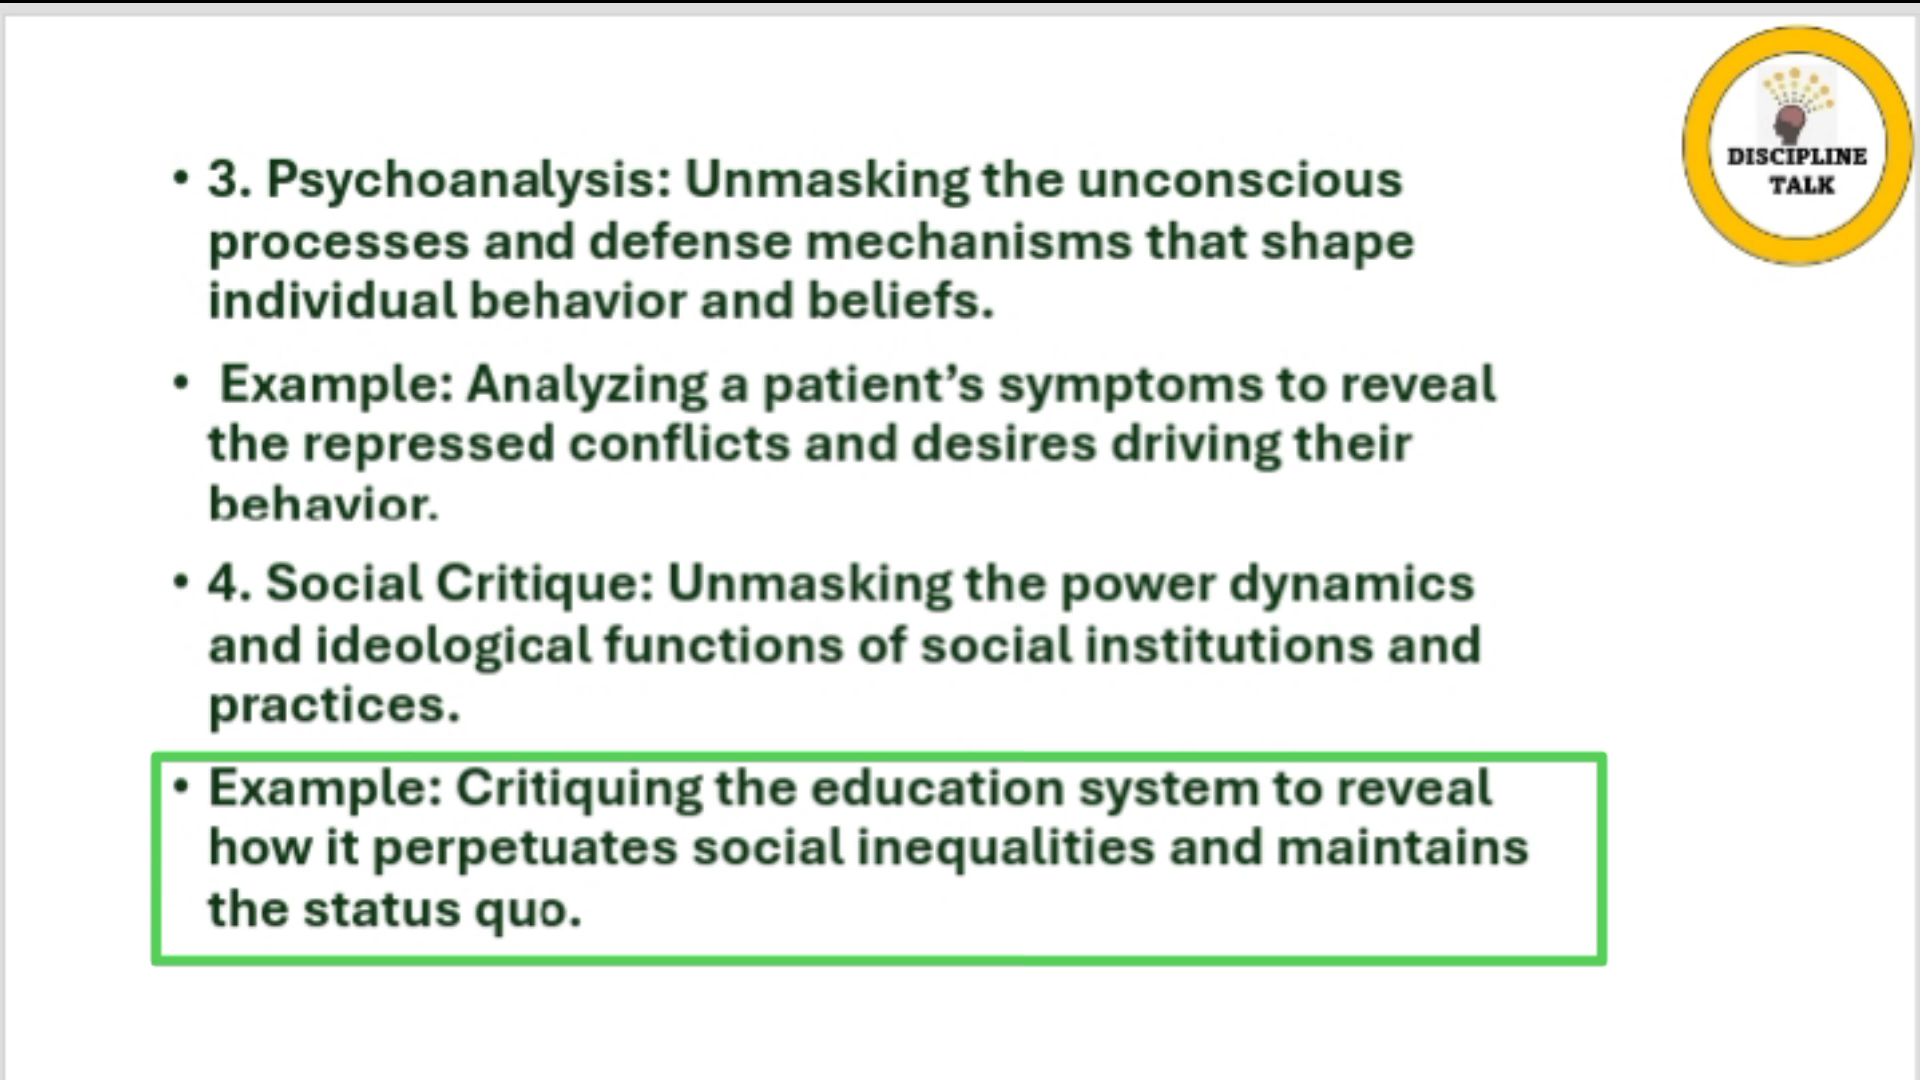 DISCIPLINE
TALK
• 3. Psychoanalysis: Unmasking the unconscious
processes and defense mechanisms that shape
individual behavior and beliefs.
• Example: Analyzing a patient’s symptoms to reveal
the repressed conflicts and desires driving their
behavior.
• 4. Social Critique: Unmasking the power dynamics
and ideological functions of social institutions and
practices.
• Example: Critiquing the education system to reveal
how it perpetuates social inequalities and maintains
the status quo.